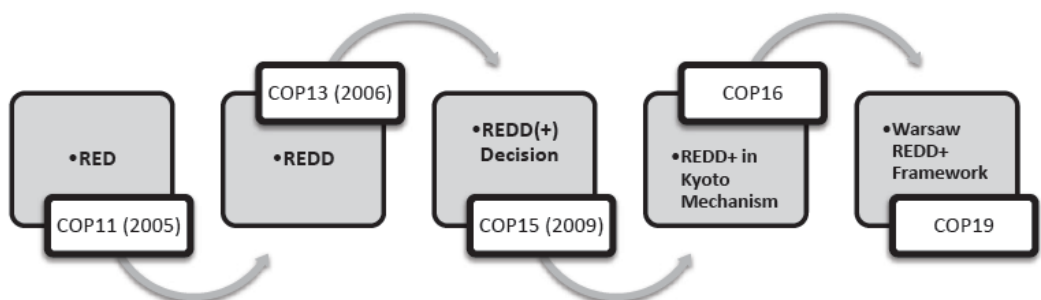 •RED
COP11 (2005)
COP13 (2006)
•REDD
•REDD(+)
Decision
COP15 (2009)
COP16
•REDD+ in
Kyoto
Mechanism
•Warsaw
REDD+
Framework
COP19